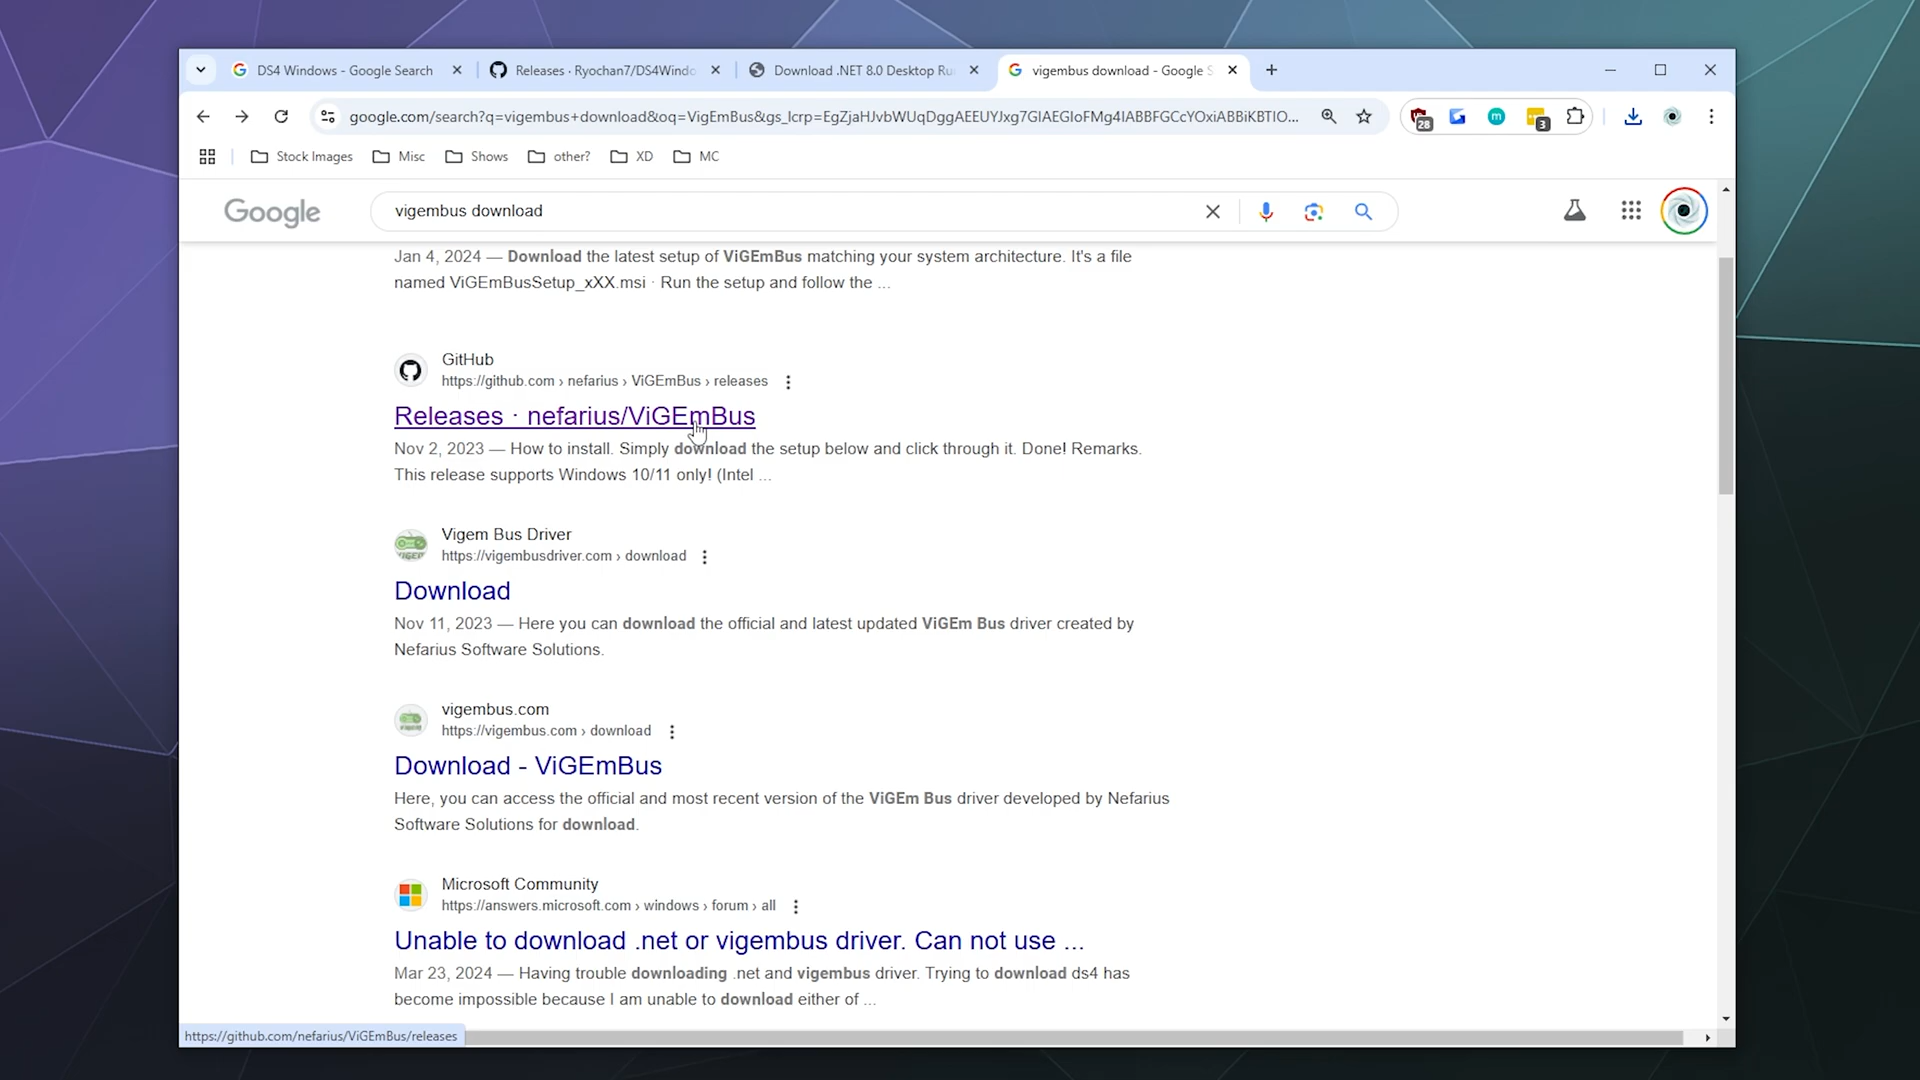 DS4 Windows - Google Search
Releases · Ryochan7/DS4Windo
Download .NET 8.0 Desktop Ru
vigembus download - Google S
google.com/search?q=vigembus+download&oq=VigEmBus&gs_lcrp=EgZjaHJvbWUqDggAEEUYJxg7GIAEGIoFMg4IABBFGCcYOxiABBiKBTIO...
28
3
Stock Images
Misc
Shows
other?
XD
MC
Google
vigembus download
Jan 4, 2024 — Download the latest setup of ViGEmBus matching your system architecture. It's a file
named ViGEmBusSetup_xXX.msi · Run the setup and follow the ...
GitHub
https://github.com › nefarius › ViGEmBus › releases
Releases · nefarius/ViGEmBus
Nov 2, 2023 — How to install. Simply download the setup below and click through it. Done! Remarks.
This release supports Windows 10/11 only! (Intel ...
Vigem Bus Driver
https://vigembusdriver.com › download
Download
Nov 11, 2023 — Here you can download the official and latest updated ViGEm Bus driver created by
Nefarius Software Solutions.
vigembus.com
https://vigembus.com › download
Download - ViGEmBus
Here, you can access the official and most recent version of the ViGEm Bus driver developed by Nefarius
Software Solutions for download.
Microsoft Community
https://answers.microsoft.com › windows › forum › all
Unable to download .net or vigembus driver. Can not use ...
Mar 23, 2024 — Having trouble downloading .net and vigembus driver. Trying to download ds4 has
become impossible because I am unable to download either of ...
https://github.com/nefarius/ViGEmBus/releases